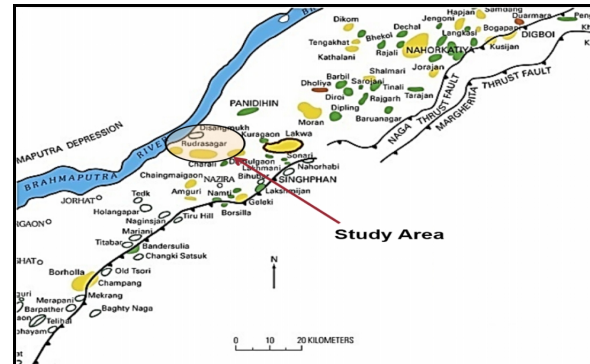 Dikom
Dechal
Jengoni
Hapjan
Samdang
Duarmara
Bhekol
Langkasi
Bogapani
DIGBOI
Tengakhat
Rajali
NAHORKATIYA
Kusijan
Kathalani
Jorajan
Shalmari
Barbil
Sarojani
Dholiya
Tinali
Diroi
Rajgarh
Tarajan
PANIDIHIN
Dipling
Moran
Baruanagar
NAGA THRUST FAULT
MARGHERITA THRUST FAULT
Disangmukh
Kuragaon
Lakwa
MAPUTRA DEPRESSION
RIVER
Rudrasagar
Charali
Sonari
Lakhmani
Nahorhabi
BRAHMAPUTRA
Chaingmaigaon
NAZIRA
Bihubar
SINGHPHAN
JORHAT
Tedk
Amguri
Namti
Lakshmijan
Geleki
Holangapar
Borsilla
Naginsjan
Tiru Hill
Study Area
Mariani
Titabar
Bandersulia
Changki Satsuk
N
Old Tsori
Borholla
Champang
Merapani
Mekrang
Barpather
Baghty Naga
Telihal
0 10 20 KILOMETERS